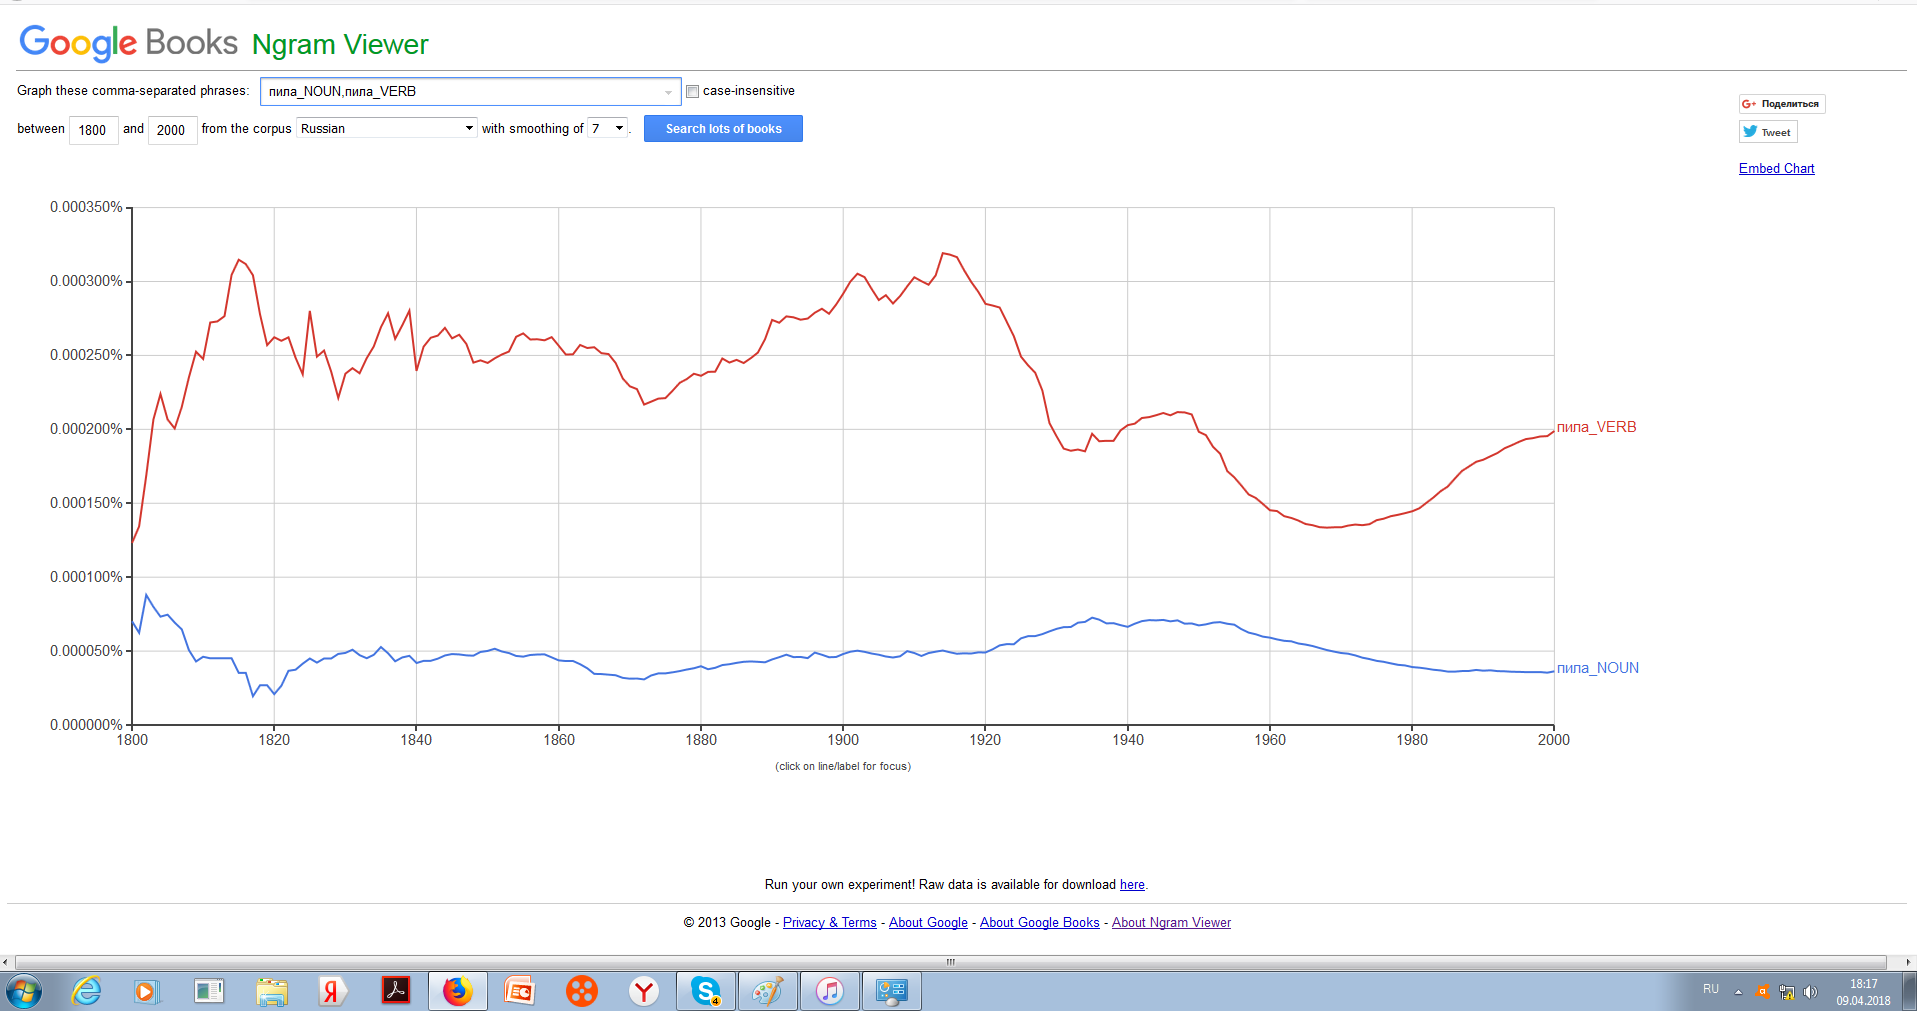 Google Books Ngram Viewer
Graph these comma-separated phrases: пила_NOUN,пила_VERB case-insensitive
between 1800 and 2000 from the corpus Russian with smoothing of 7 . Search lots of books
Поделиться
Tweet
Embed Chart
0.000350%
0.000300%
0.000250%
0.000200%
0.000150%
0.000100%
0.000050%
0.000000%
пила_VERB
пила_NOUN
1800 1820 1840 1860 1880 1900 1920 1940 1960 1980 2000
(click on line/label for focus)
Run your own experiment! Raw data is available for download here.
© 2013 Google - Privacy & Terms - About Google - About Google Books - About Ngram Viewer
RU
18:17
09.04.2018